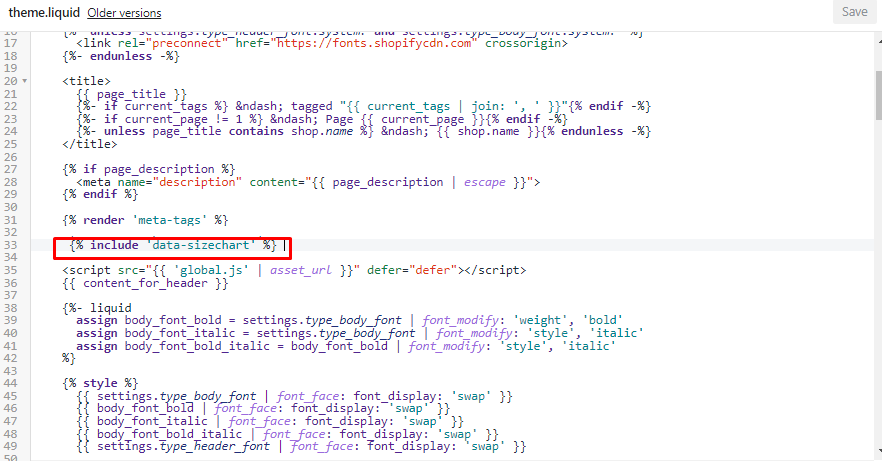 theme.liquid Older versions Save
16 {%- unless settings.type_header_font.system? and settings.type_body_font.system? -%}
17 <link rel="preconnect" href="https://fonts.shopifycdn.com" crossorigin>
18 {%- endunless -%}
19
20 <title>
21 {{ page_title }}
22 {%- if current_tags %} &ndash; tagged "{{ current_tags | join: ', ' }}"{% endif -%}
23 {%- if current_page != 1 %} &ndash; Page {{ current_page }}{% endif -%}
24 {%- unless page_title contains shop.name %} &ndash; {{ shop.name }}{% endunless -%}
25 </title>
26
27 {% if page_description %}
28 <meta name="description" content="{{ page_description | escape }}">
29 {% endif %}
30
31 {% render 'meta-tags' %}
32
33 {% include 'data-sizechart' %}
34
35 <script src="{{ 'global.js' | asset_url }}" defer="defer"></script>
36 {{ content_for_header }}
37
38 {%- liquid
39 assign body_font_bold = settings.type_body_font | font_modify: 'weight', 'bold'
40 assign body_font_italic = settings.type_body_font | font_modify: 'style', 'italic'
41 assign body_font_bold_italic = body_font_bold | font_modify: 'style', 'italic'
42 %}
43
44 {% style %}
45 {{ settings.type_body_font | font_face: font_display: 'swap' }}
46 {{ body_font_bold | font_face: font_display: 'swap' }}
47 {{ body_font_italic | font_face: font_display: 'swap' }}
48 {{ body_font_bold_italic | font_face: font_display: 'swap' }}
49 {{ settings.type_header_font | font_face: font_display: 'swap' }}
50